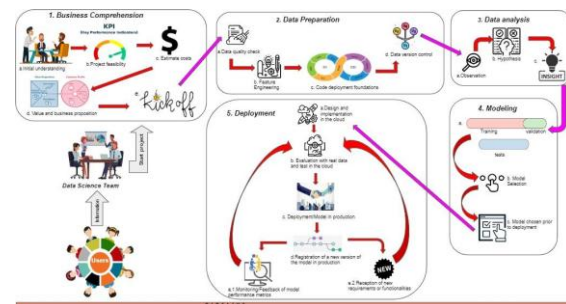 1. Business Comprehension
KPI
Key Performance Indicators
$
a. Initial understanding
b. Project feasibility
c. Estimate costs
d. Value and business proposition
e.
Kick off
Start project
Data Science Team
Interaction
Users
2. Data Preparation
a. Data quality check
b. Feature
Engineering
c. Code deployment foundations
d. Data version control
3. Data analysis
a. Observation
b. Hypothesis
c.
INSIGHT
4. Modeling
a.
Training
validation
tests
b. Model
Selection
c. Model chosen prior
to deployment
5. Deployment
a. Design and
implementation
in the cloud
b. Evaluation with real data
and test in the cloud
c. Deployment/Model in production
d. Registration of a new version of
the model in production
e.1 Monitoring/Feedback of model
performance metrics
NEW
e.2 Reception of new
requirements or functionalities